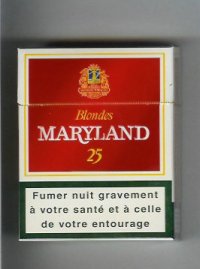 Blondes
MARYLAND
25
Fumer nuit gravement
à votre santé et à celle
de votre entourage